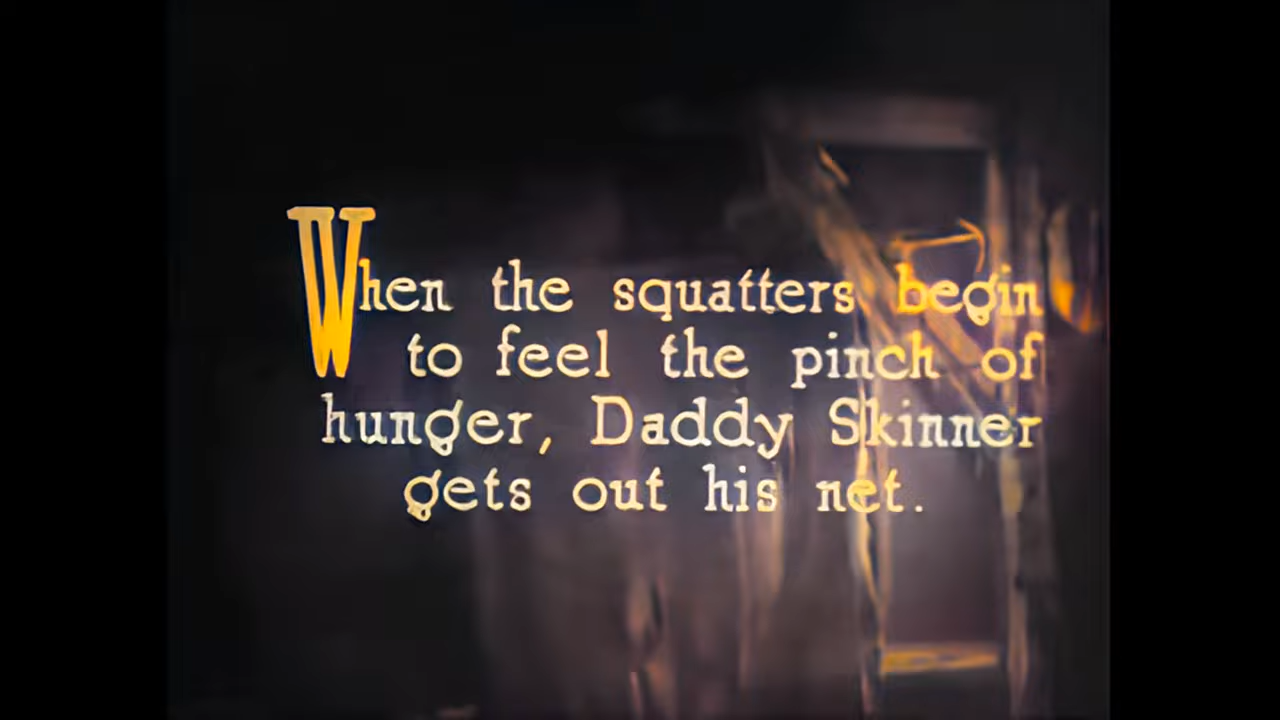 When the squatters begin
to feel the pinch of
hunger, Daddy Skinner
gets out his net.